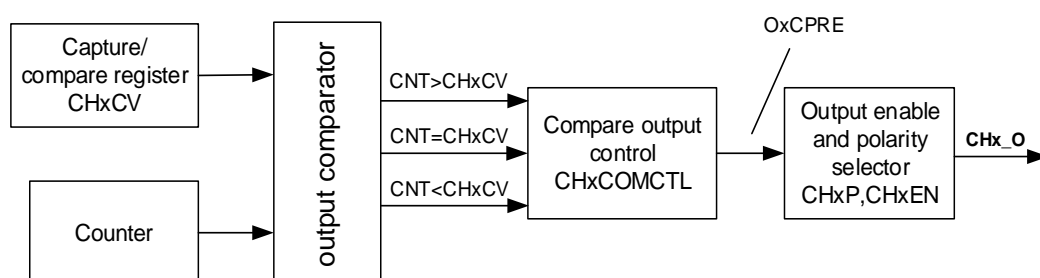 OxCPRE
Capture/
compare register
CHxCV
output comparator
CNT>CHxCV
CNT=CHxCV
CNT<CHxCV
Compare output
control
CHxCOMCTL
Output enable
and polarity
selector
CHxP,CHxEN
CHx_O
Counter